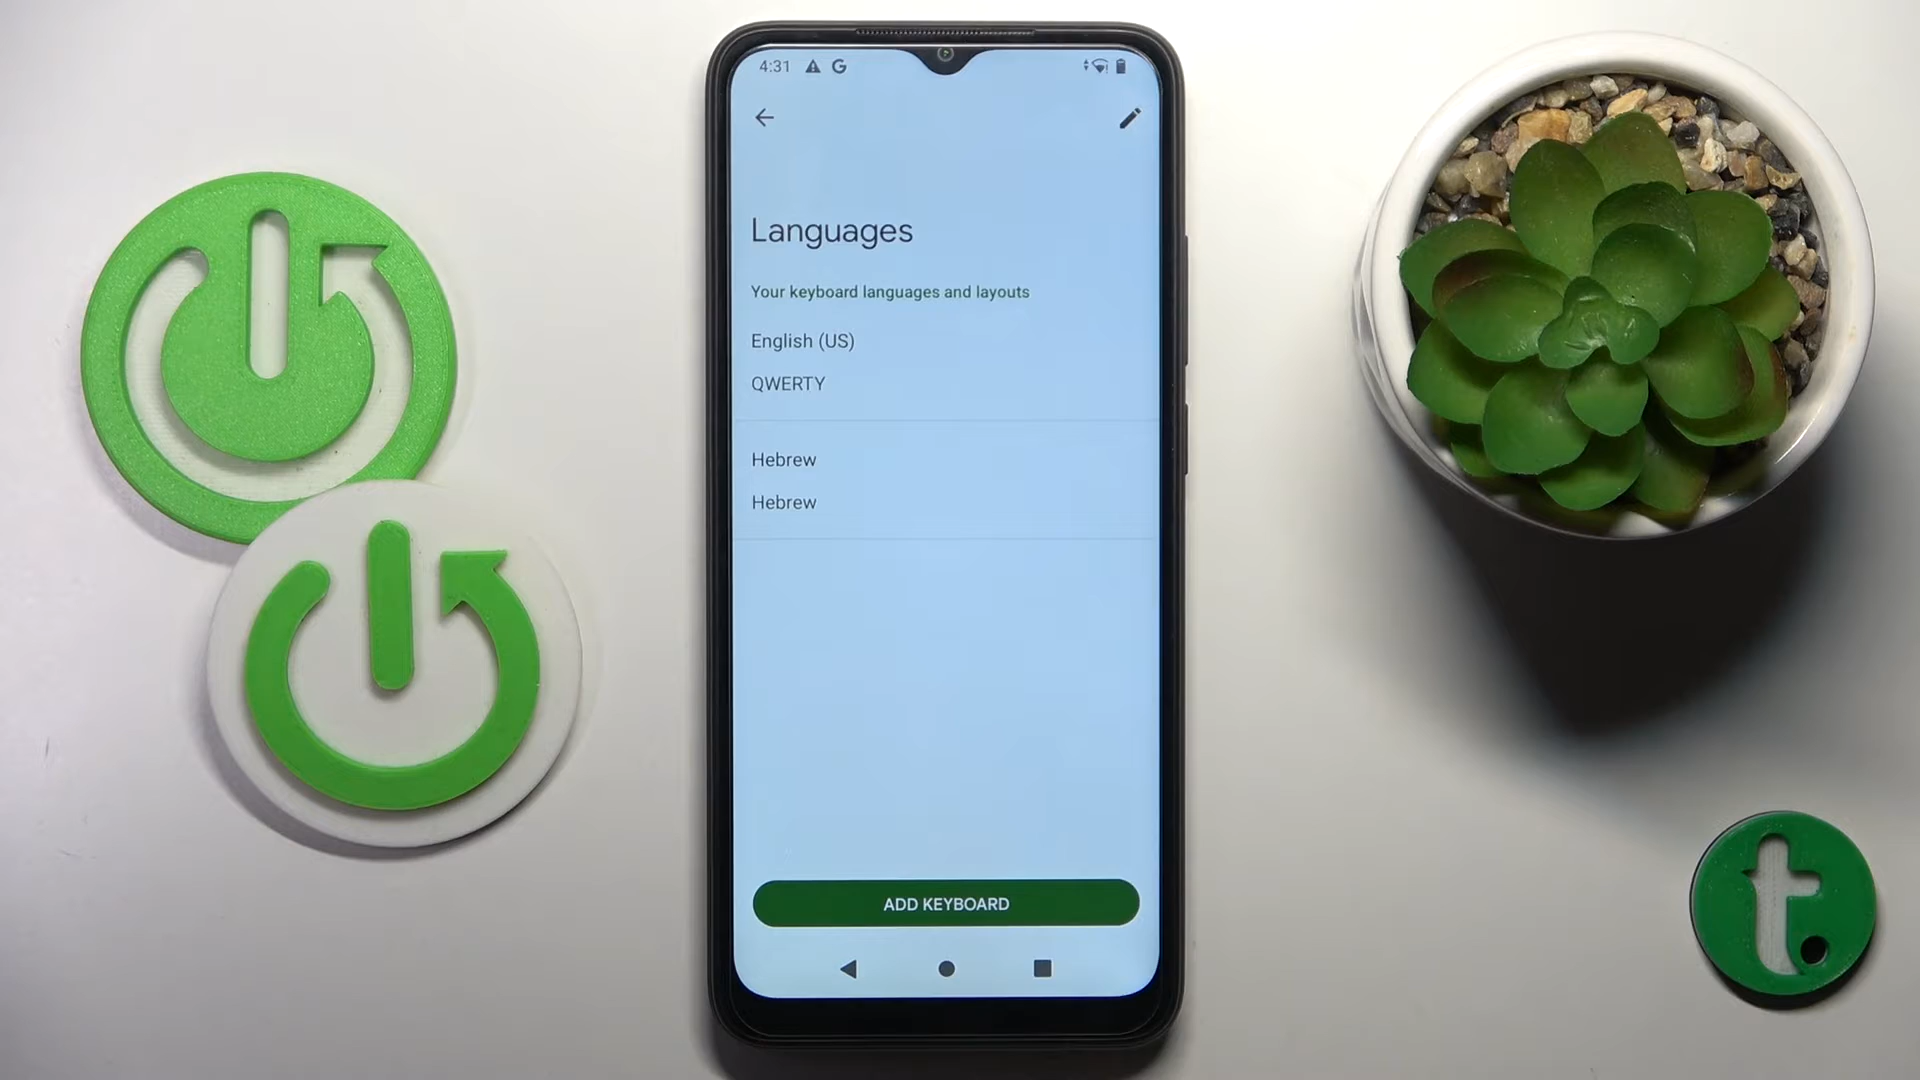 4:31
Languages
Your keyboard languages and layouts
English (US)
QWERTY
Hebrew
Hebrew
ADD KEYBOARD
t.